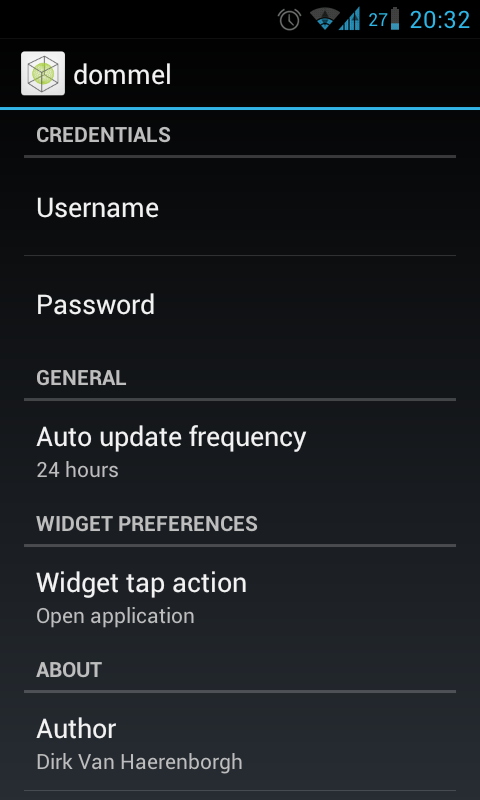 27 20:32
dommel
CREDENTIALS
Username
Password
GENERAL
Auto update frequency
24 hours
WIDGET PREFERENCES
Widget tap action
Open application
ABOUT
Author
Dirk Van Haerenborgh